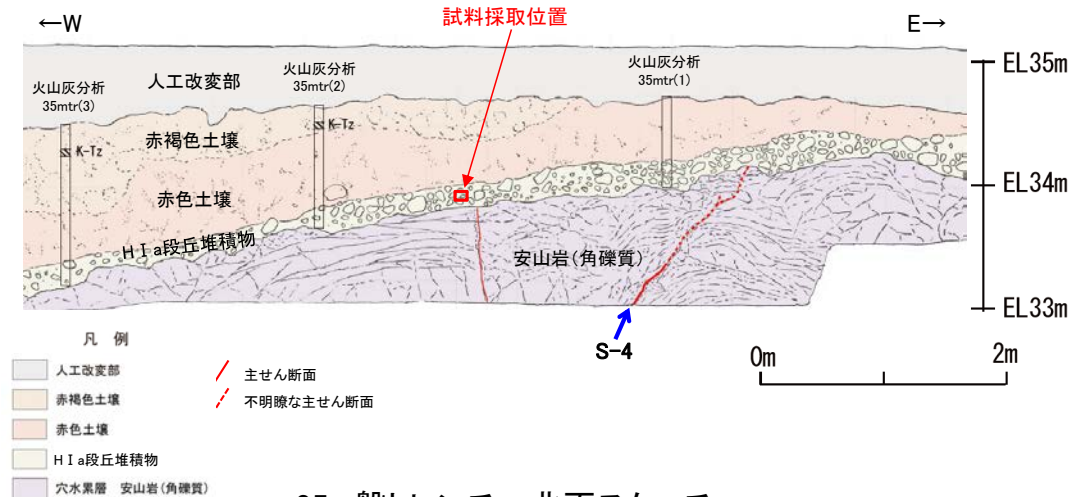 試料採取位置
←W
E→
EL35m
人工改変部
火山灰分析
35mtr(3)
火山灰分析
35mtr(2)
火山灰分析
35mtr(1)
K-Tz
K-Tz
赤褐色土壌
赤色土壌
HⅠa段丘堆積物
安山岩(角礫質)
EL34m
EL33m
S-4
0m
2m
凡 例
人工改変部
赤褐色土壌
赤色土壌
HⅠa段丘堆積物
穴水累層 安山岩(角礫質)
主せん断面
不明瞭な主せん断面